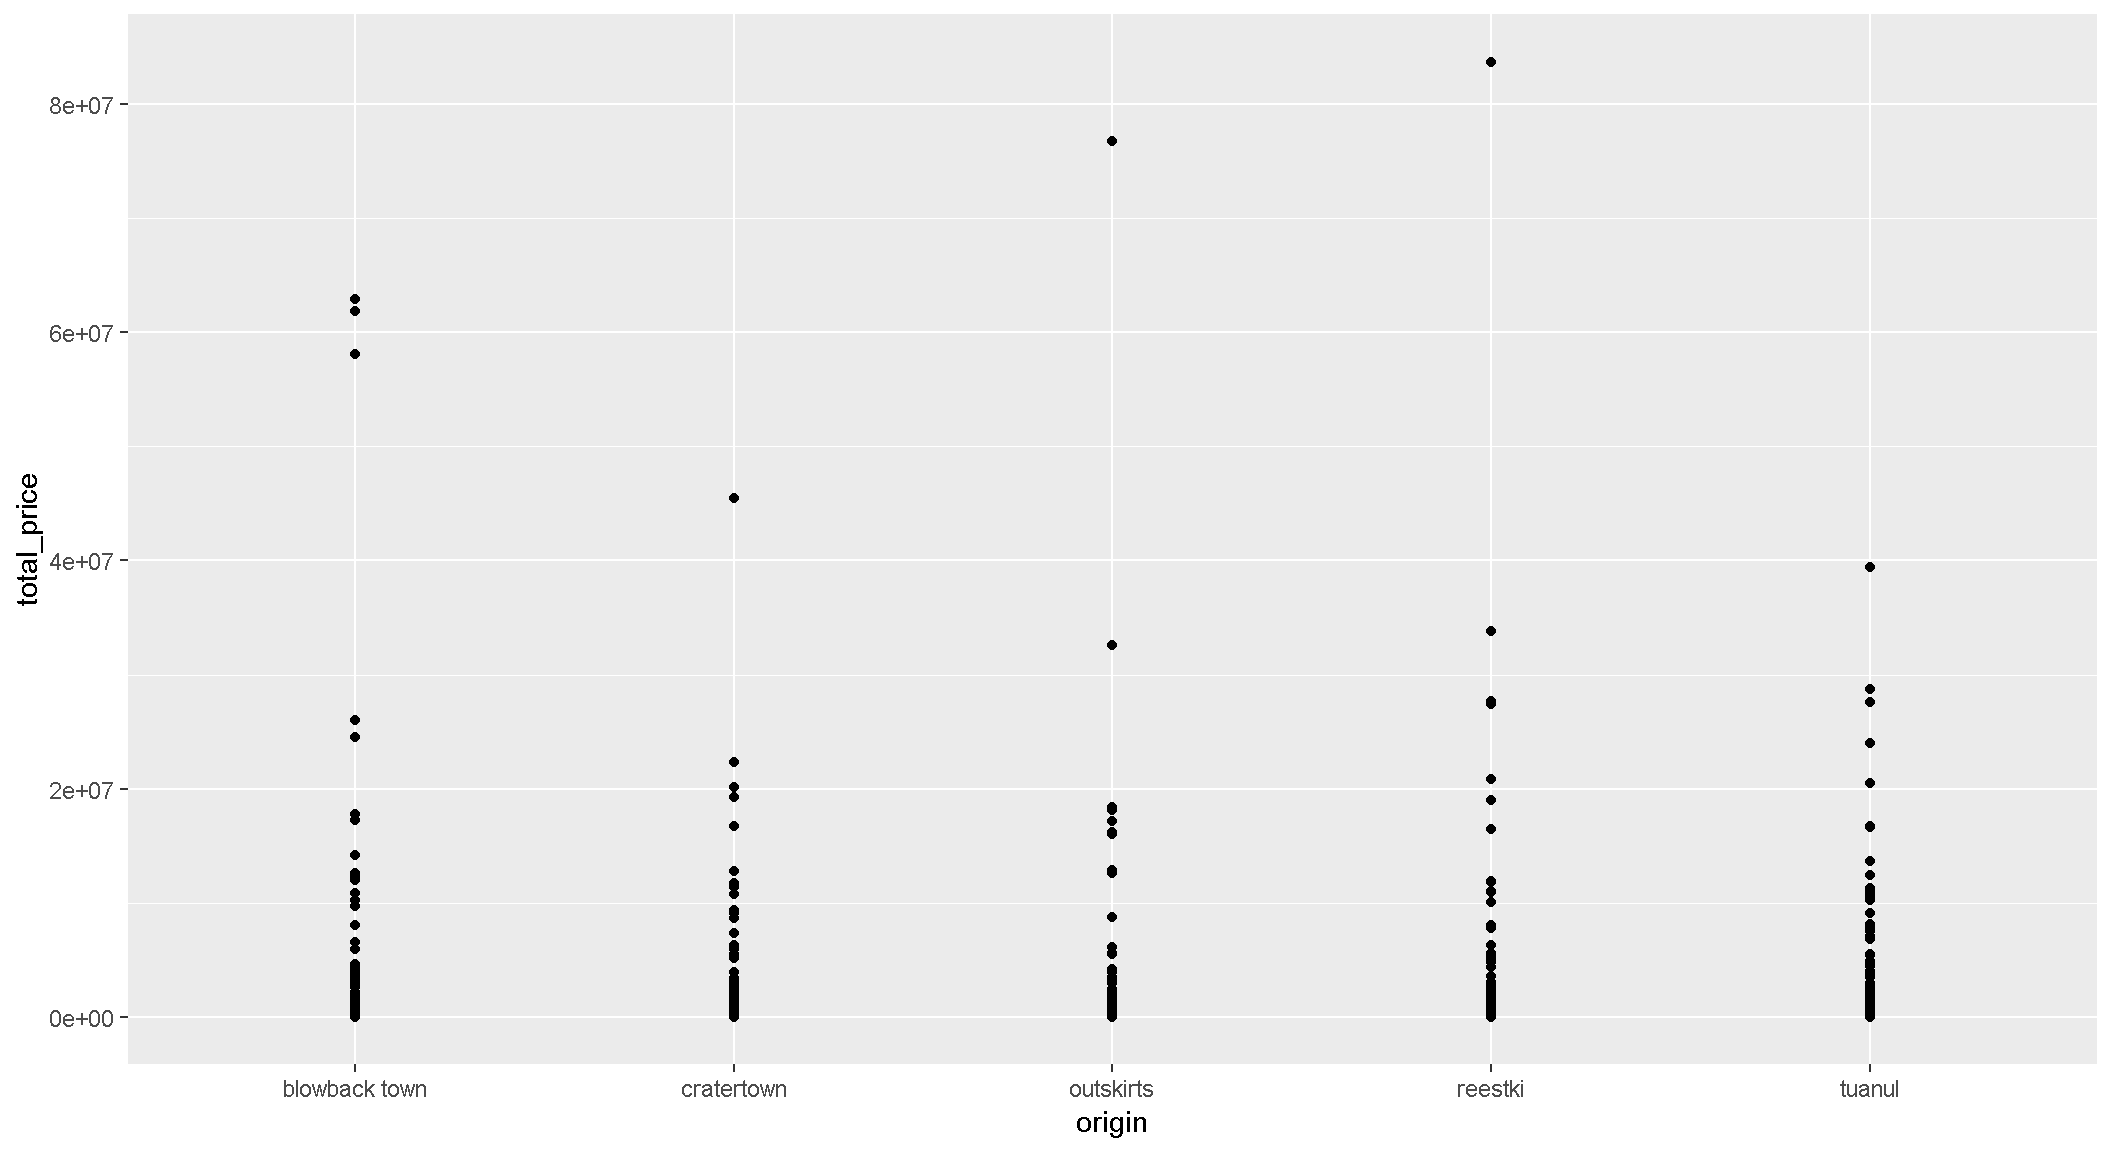 8e+07
6e+07
4e+07
2e+07
0e+00
total_price
blowback town cratertown outskirts reestki tuanul
origin